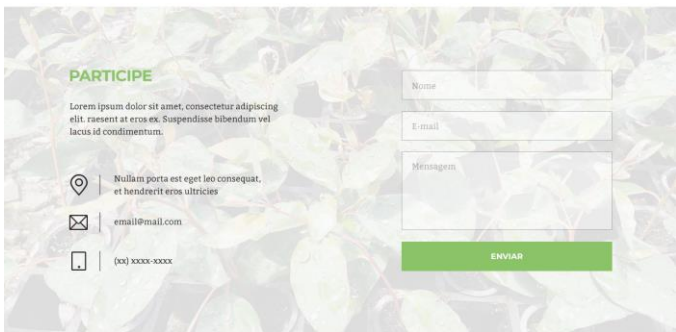 PARTICIPE
Lorem ipsum dolor sit amet, consectetur adipiscing
elit. raesent at eros ex. Suspendisse bibendum vel
lacus id condimentum.
Nullam porta est eget leo consequat,
et hendrerit eros ultricies
email@mail.com
(xx) xxxx-xxxx
Nome
E-mail
Mensagem
ENVIAR